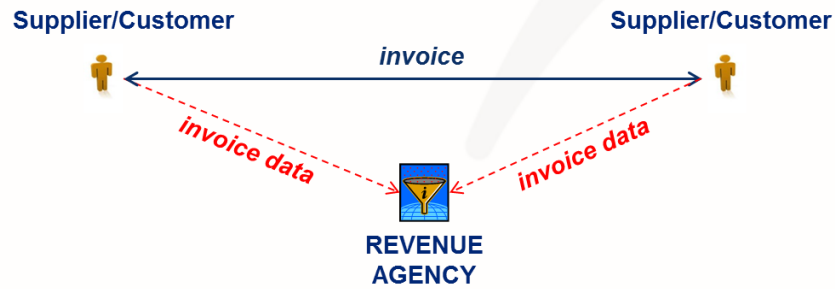 Supplier/Customer
Supplier/Customer
invoice
invoice data
invoice data
i
REVENUE
AGENCY